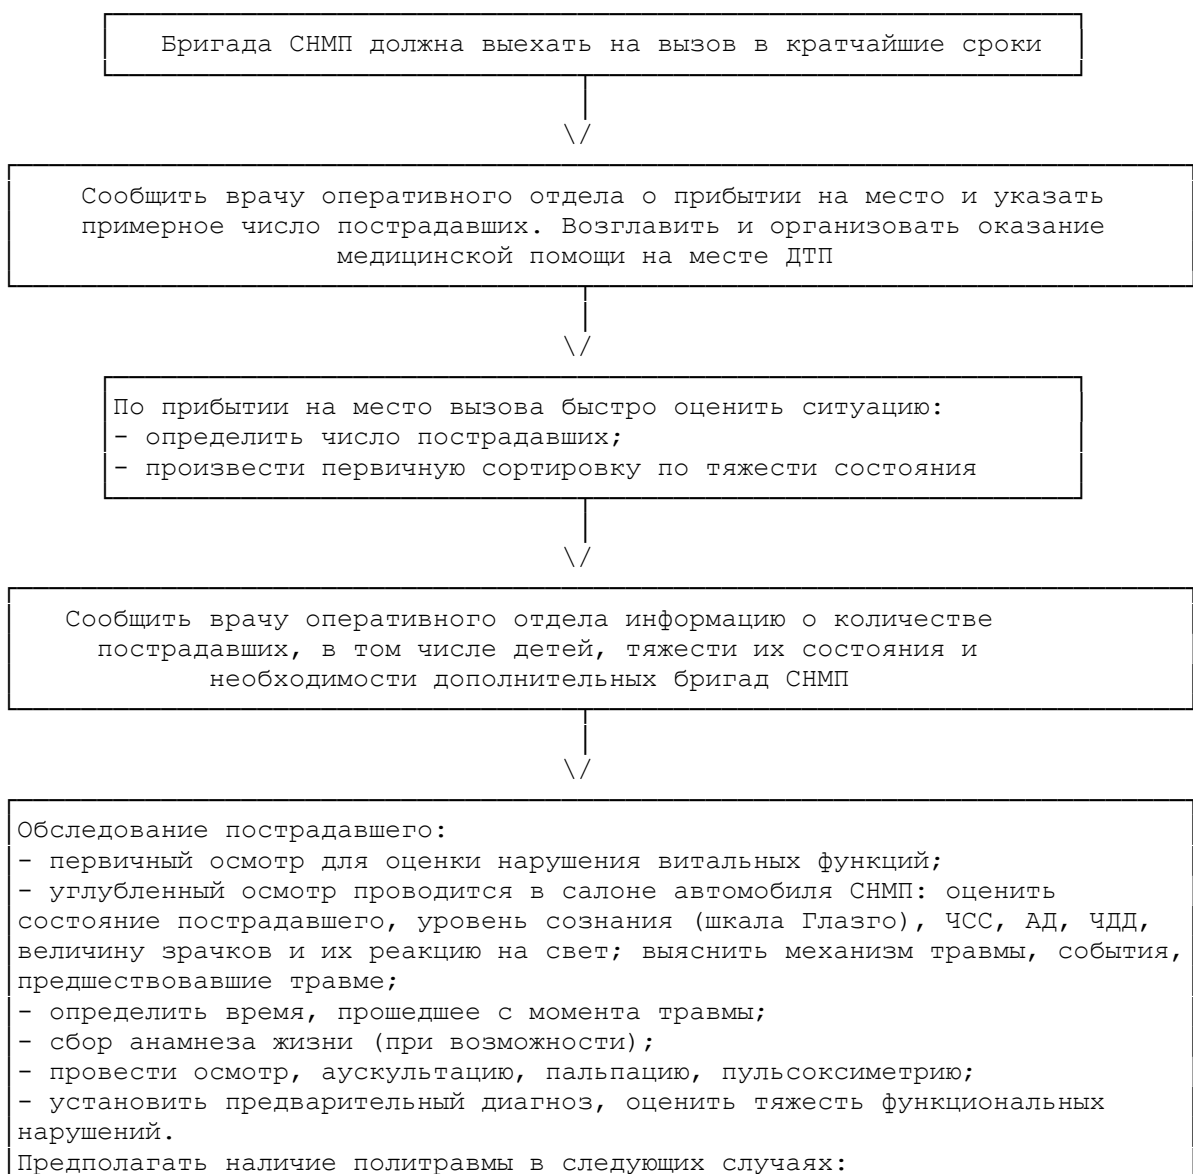 Бригада СНМП должна выехать на вызов в кратчайшие сроки
\/
Сообщить врачу оперативного отдела о прибытии на место и указать
примерное число пострадавших. Возглавить и организовать оказание
медицинской помощи на месте ДТП
\/
По прибытии на место вызова быстро оценить ситуацию:
- определить число пострадавших;
- произвести первичную сортировку по тяжести состояния
\/
Сообщить врачу оперативного отдела информацию о количестве
пострадавших, в том числе детей, тяжести их состояния и
необходимости дополнительных бригад СНМП
\/
Обследование пострадавшего:
- первичный осмотр для оценки нарушения витальных функций;
- углубленный осмотр проводится в салоне автомобиля СНМП: оценить
состояние пострадавшего, уровень сознания (шкала Глазго), ЧСС, АД, ЧДД,
величину зрачков и их реакцию на свет; выяснить механизм травмы, события,
предшествовавшие травме;
- определить время, прошедшее с момента травмы;
- сбор анамнеза жизни (при возможности);
- провести осмотр, аускультацию, пальпацию, пульсоксиметрию;
- установить предварительный диагноз, оценить тяжесть функциональных
нарушений.
Предполагать наличие политравмы в следующих случаях: